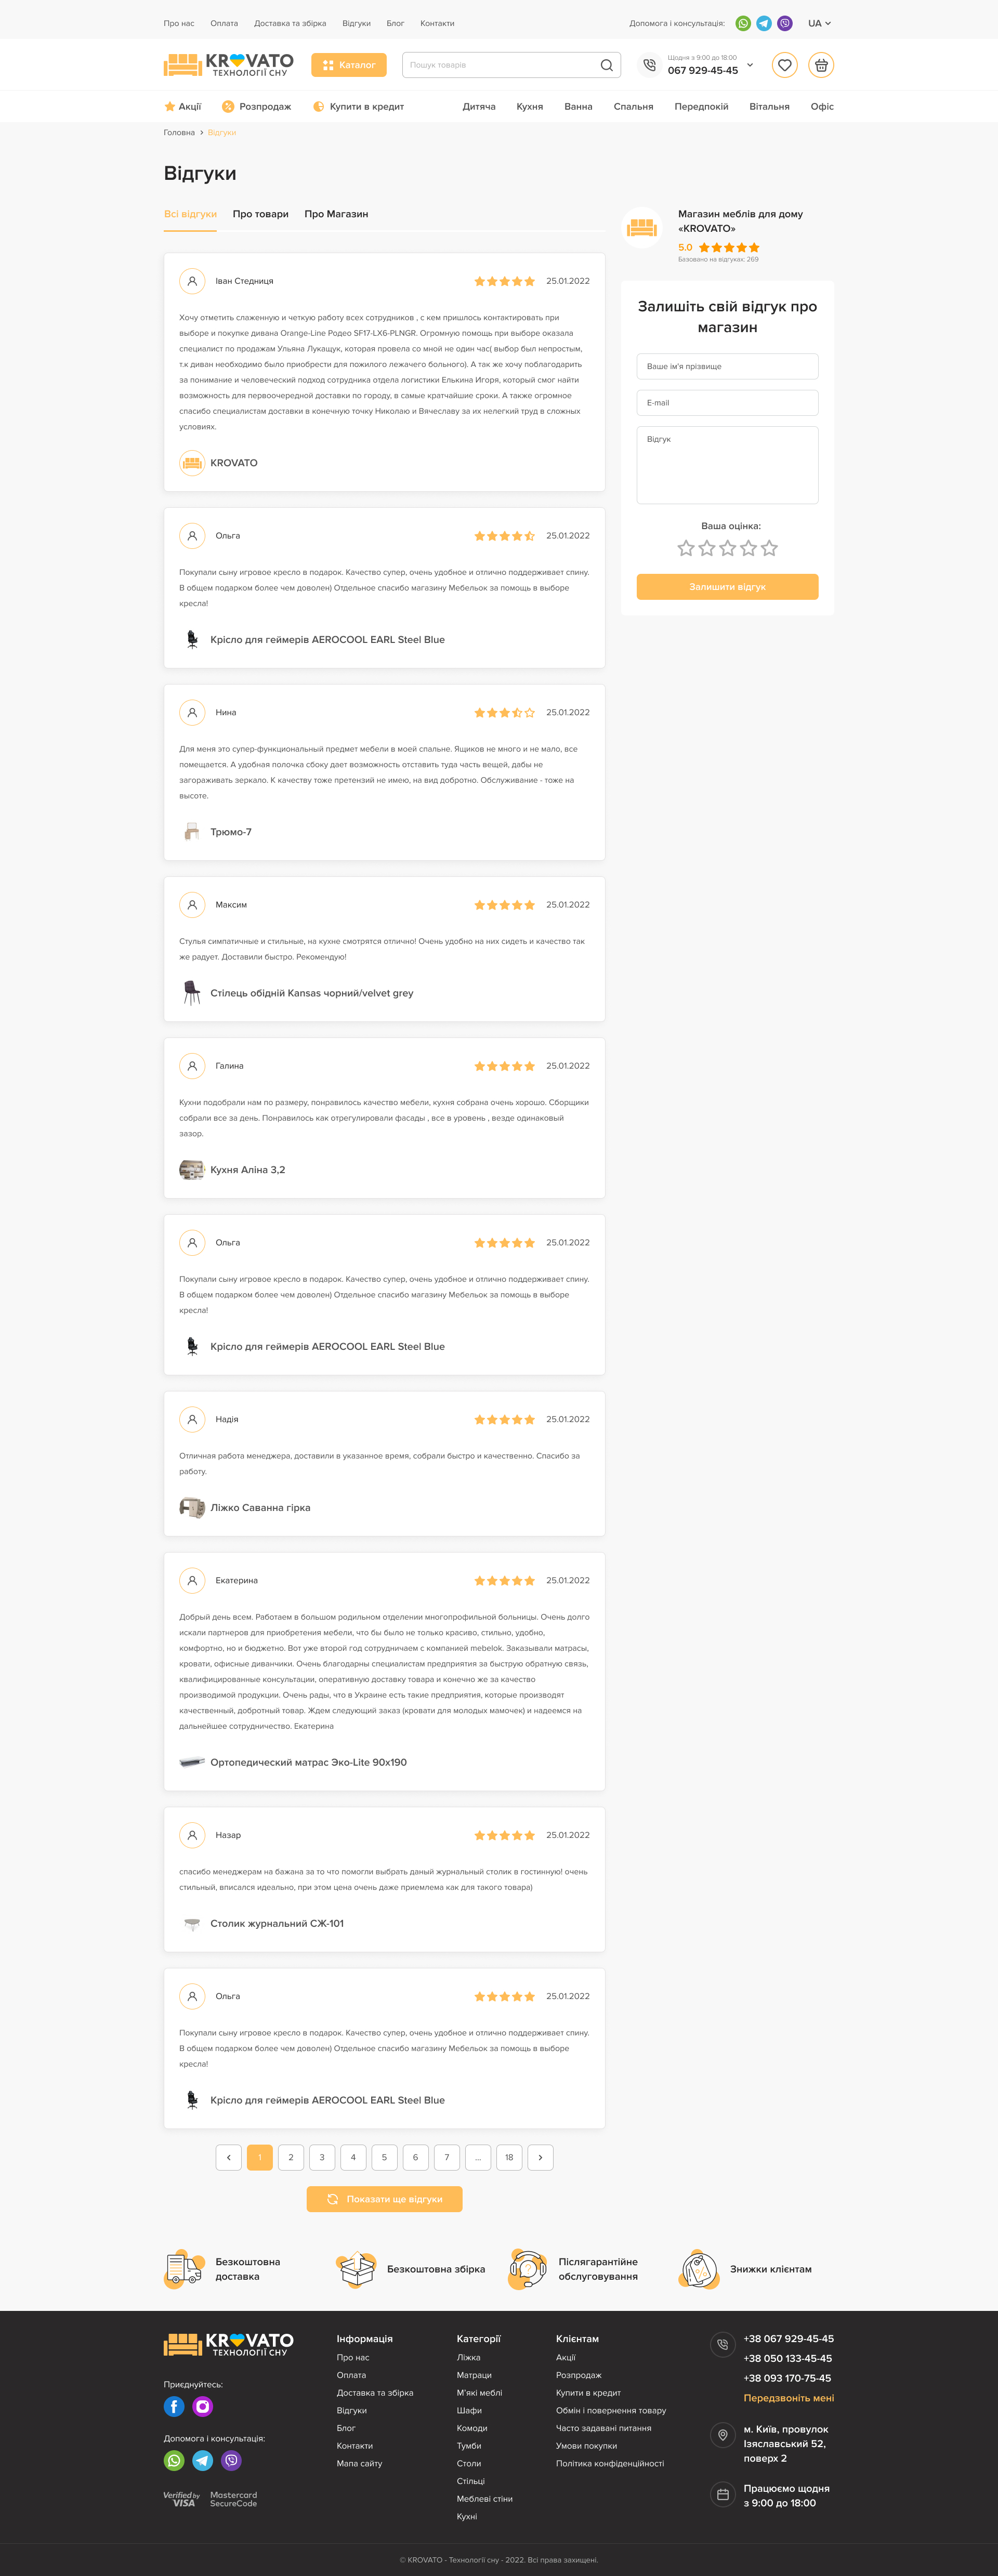 Про нас Оплата Доставка та збірка Відгуки Блог Контакти Допомога і консультація: UA
KROVATO
ТЕХНОЛОГІЇ СНУ
Каталог
Пошук товарів
Щодня з 9:00 до 18:00
067 929-45-45
Акції Розпродаж Купити в кредит Дитяча Кухня Ванна Спальня Передпокій Вітальня Офіс
Головна > Відгуки
Відгуки
Всі відгуки Про товари Про Магазин
Іван Стедниця 25.01.2022
Хочу отметить слаженную и четкую работу всех сотрудников , с кем пришлось контактировать при
выборе и покупке дивана Orange-Line Родео SF17-LX6-PLNGR. Огромную помощь при выборе оказала
специалист по продажам Ульяна Лукащук, которая провела со мной не один час( выбор был непростым,
т.к диван необходимо было приобрести для пожилого лежачего больного). А так же хочу поблагодарить
за понимание и человеческий подход сотрудника отдела логистики Елькина Игоря, который смог найти
возможность для первоочередной доставки по городу, в самые кратчайшие сроки. А также огромное
спасибо специалистам доставки в конечную точку Николаю и Вячеславу за их нелегкий труд в сложных
условиях.
KROVATO
Ольга 25.01.2022
Покупали сыну игровое кресло в подарок. Качество супер, очень удобное и отлично поддерживает спину.
В общем подарком более чем доволен) Отдельное спасибо магазину Мебельок за помощь в выборе
кресла!
Крісло для геймерів AEROCOOL EARL Steel Blue
Нина 25.01.2022
Для меня это супер-функциональный предмет мебели в моей спальне. Ящиков не много и не мало, все
помещается. А удобная полочка сбоку дает возможность отставить туда часть вещей, дабы не
загораживать зеркало. К качеству тоже претензий не имею, на вид добротно. Обслуживание - тоже на
высоте.
Трюмо-7
Максим 25.01.2022
Стулья симпатичные и стильные, на кухне смотрятся отлично! Очень удобно на них сидеть и качество так
же радует. Доставили быстро. Рекомендую!
Стілець обідній Kansas чорний/velvet grey
Галина 25.01.2022
Кухни подобрали нам по размеру, понравилось качество мебели, кухня собрана очень хорошо. Сборщики
собрали все за день. Понравилось как отрегулировали фасады , все в уровень , везде одинаковый
зазор.
Кухня Аліна 3,2
Ольга 25.01.2022
Покупали сыну игровое кресло в подарок. Качество супер, очень удобное и отлично поддерживает спину.
В общем подарком более чем доволен) Отдельное спасибо магазину Мебельок за помощь в выборе
кресла!
Крісло для геймерів AEROCOOL EARL Steel Blue
Надія 25.01.2022
Отличная работа менеджера, доставили в указанное время, собрали быстро и качественно. Спасибо за
работу.
Ліжко Саванна гірка
Екатерина 25.01.2022
Добрый день всем. Работаем в большом родильном отделении многопрофильной больницы. Очень долго
искали партнеров для приобретения мебели, что бы было не только красиво, стильно, удобно,
комфортно, но и бюджетно. Вот уже второй год сотрудничаем с компанией mebelok. Заказывали матрасы,
кровати, офисные диванчики. Очень благодарны специалистам предприятия за быструю обратную связь,
квалифицированные консультации, оперативную доставку товара и конечно же за качество
производимой продукции. Очень рады, что в Украине есть такие предприятия, которые производят
качественный, добротный товар. Ждем следующий заказ (кровати для молодых мамочек) и надеемся на
дальнейшее сотрудничество. Екатерина
Ортопедический матрас Эко-Lite 90x190
Назар 25.01.2022
спасибо менеджерам на бажана за то что помогли выбрать даный журнальный столик в гостинную! очень
стильный, вписался идеально, при этом цена очень даже приемлема как для такого товара)
Столик журнальний СЖ-101
Ольга 25.01.2022
Покупали сыну игровое кресло в подарок. Качество супер, очень удобное и отлично поддерживает спину.
В общем подарком более чем доволен) Отдельное спасибо магазину Мебельок за помощь в выборе
кресла!
Крісло для геймерів AEROCOOL EARL Steel Blue
1 2 3 4 5 6 7 ... 18
Показати ще відгуки
Магазин меблів для дому
«KROVATO»
5.0
Базовано на відгуках: 269
Залишіть свій відгук про
магазин
Ваше ім'я прізвище
E-mail
Відгук
Ваша оцінка:
Залишити відгук
Безкоштовна
доставка
Безкоштовна збірка
Післягарантійне
обслуговування
Знижки клієнтам
KROVATO
ТЕХНОЛОГІЇ СНУ
Приєднуйтесь:
Допомога і консультація:
Verified by
VISA
Mastercard
SecureCode
Інформація
Про нас
Оплата
Доставка та збірка
Відгуки
Блог
Контакти
Мапа сайту
Категорії
Ліжка
Матраци
М'які меблі
Шафи
Комоди
Тумби
Столи
Стільці
Меблеві стіни
Кухні
Клієнтам
Акції
Розпродаж
Купити в кредит
Обмін і повернення товару
Часто задавані питання
Умови покупки
Політика конфіденційності
+38 067 929-45-45
+38 050 133-45-45
+38 093 170-75-45
Передзвоніть мені
м. Київ, провулок
Ізяславський 52,
поверх 2
Працюємо щодня
з 9:00 до 18:00
© KROVATO - Технології сну - 2022. Всі права захищені.